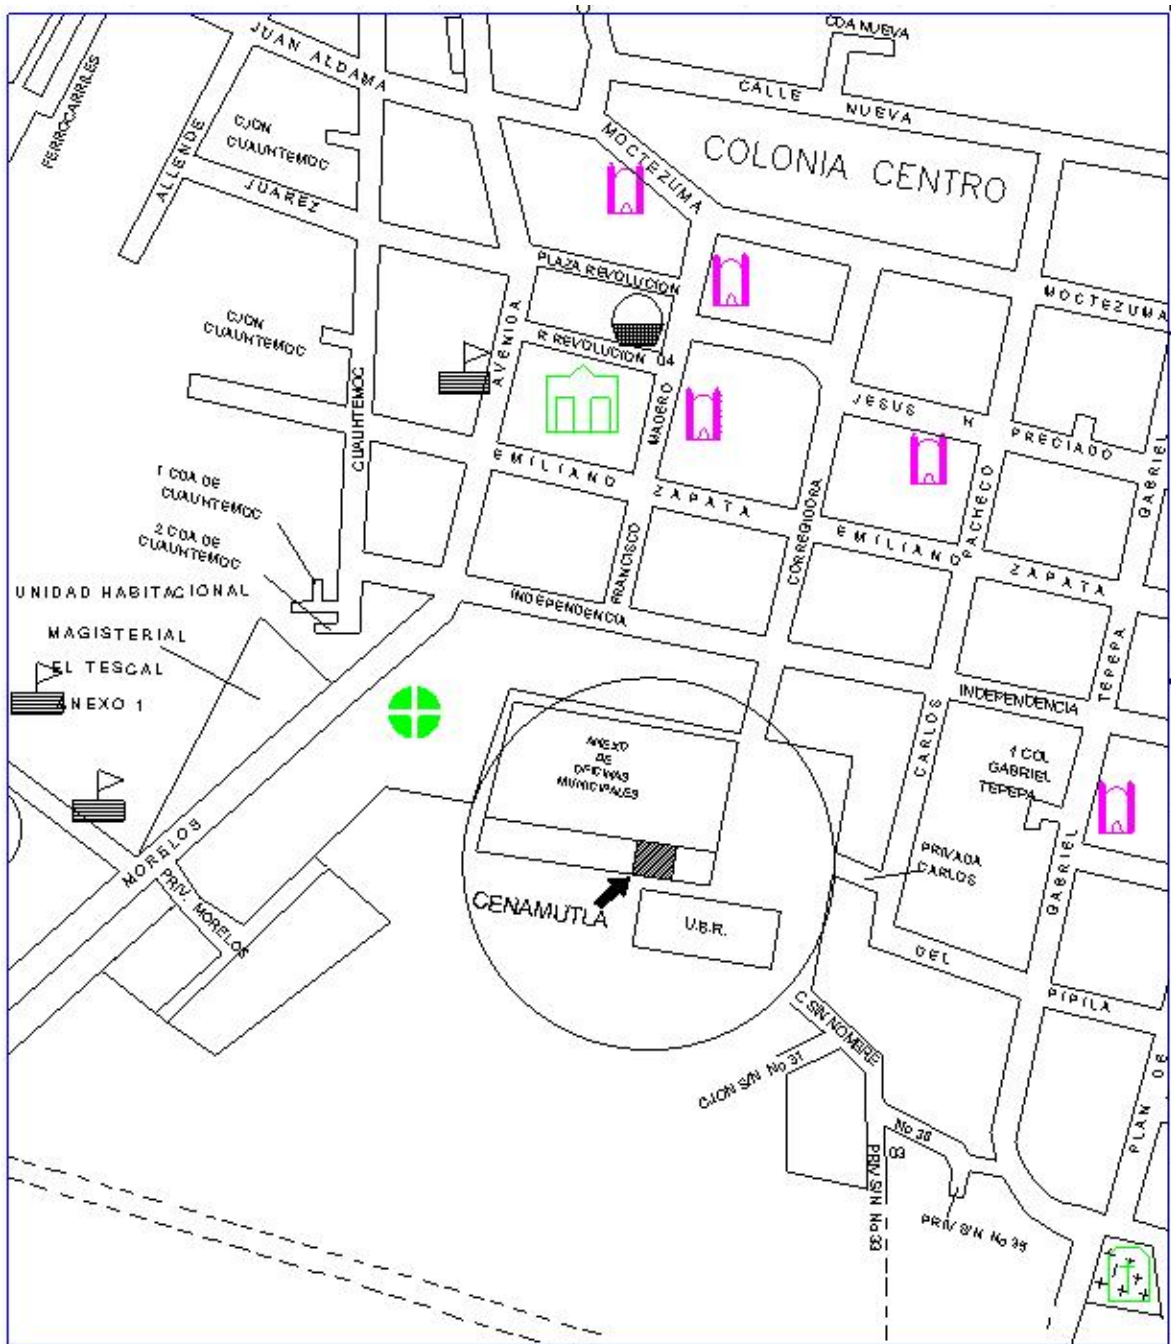 CDA NUEVA
JUAN ALDAMA
CALLE NUEVA
FERROCARRILES
ALLENDE
CJON
CUAUHTEMOC
MOCTEZUMA
COLONIA CENTRO
JUAREZ
PLAZA REVOLUCION
MOCTEZUMA
CJON
CUAUHTEMOC
AVENIDA
R REVOLUCION 04
CUAUHTEMOC
MADERO
JESUS H PRECIADO
EMILIANO ZAPATA
GABRIEL
PACHECO
CORREGIDORA
1 CDA DE
CUAUHTEMOC
2 CDA DE
CUAUHTEMOC
FRANCISCO
EMILIANO ZAPATA
UNIDAD HABITACIONAL
MAGISTERIAL
EL TESCAL
ANEXO 1
INDEPENDENCIA
TEPEPA
INDEPENDENCIA
CARLOS
ANEXO
DE
OFICINAS
MUNICIPALES
1 COL
GABRIEL
TEPEPA
MORELOS
PRIV. MORELOS
PRIVADA
CARLOS
GABRIEL
CENAMUTLA
U.B.R.
DEL PIPILA
C SIN NOMBRE
CJON S/N No 31
PLAN DE
No 38
03
PRIV S/N No 39
PRIV S/N No 35